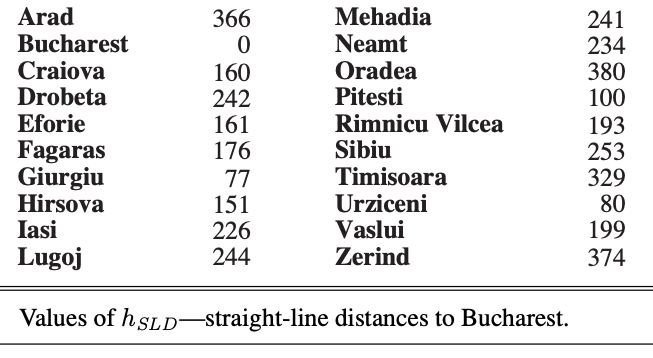 Arad 366 Mehadia 241
Bucharest 0 Neamt 234
Craiova 160 Oradea 380
Drobeta 242 Pitesti 100
Eforie 161 Rimnicu Vilcea 193
Fagaras 176 Sibiu 253
Giurgiu 77 Timisoara 329
Hirsova 151 Urziceni 80
Iasi 226 Vaslui 199
Lugoj 244 Zerind 374
Values of hSLD—straight-line distances to Bucharest.